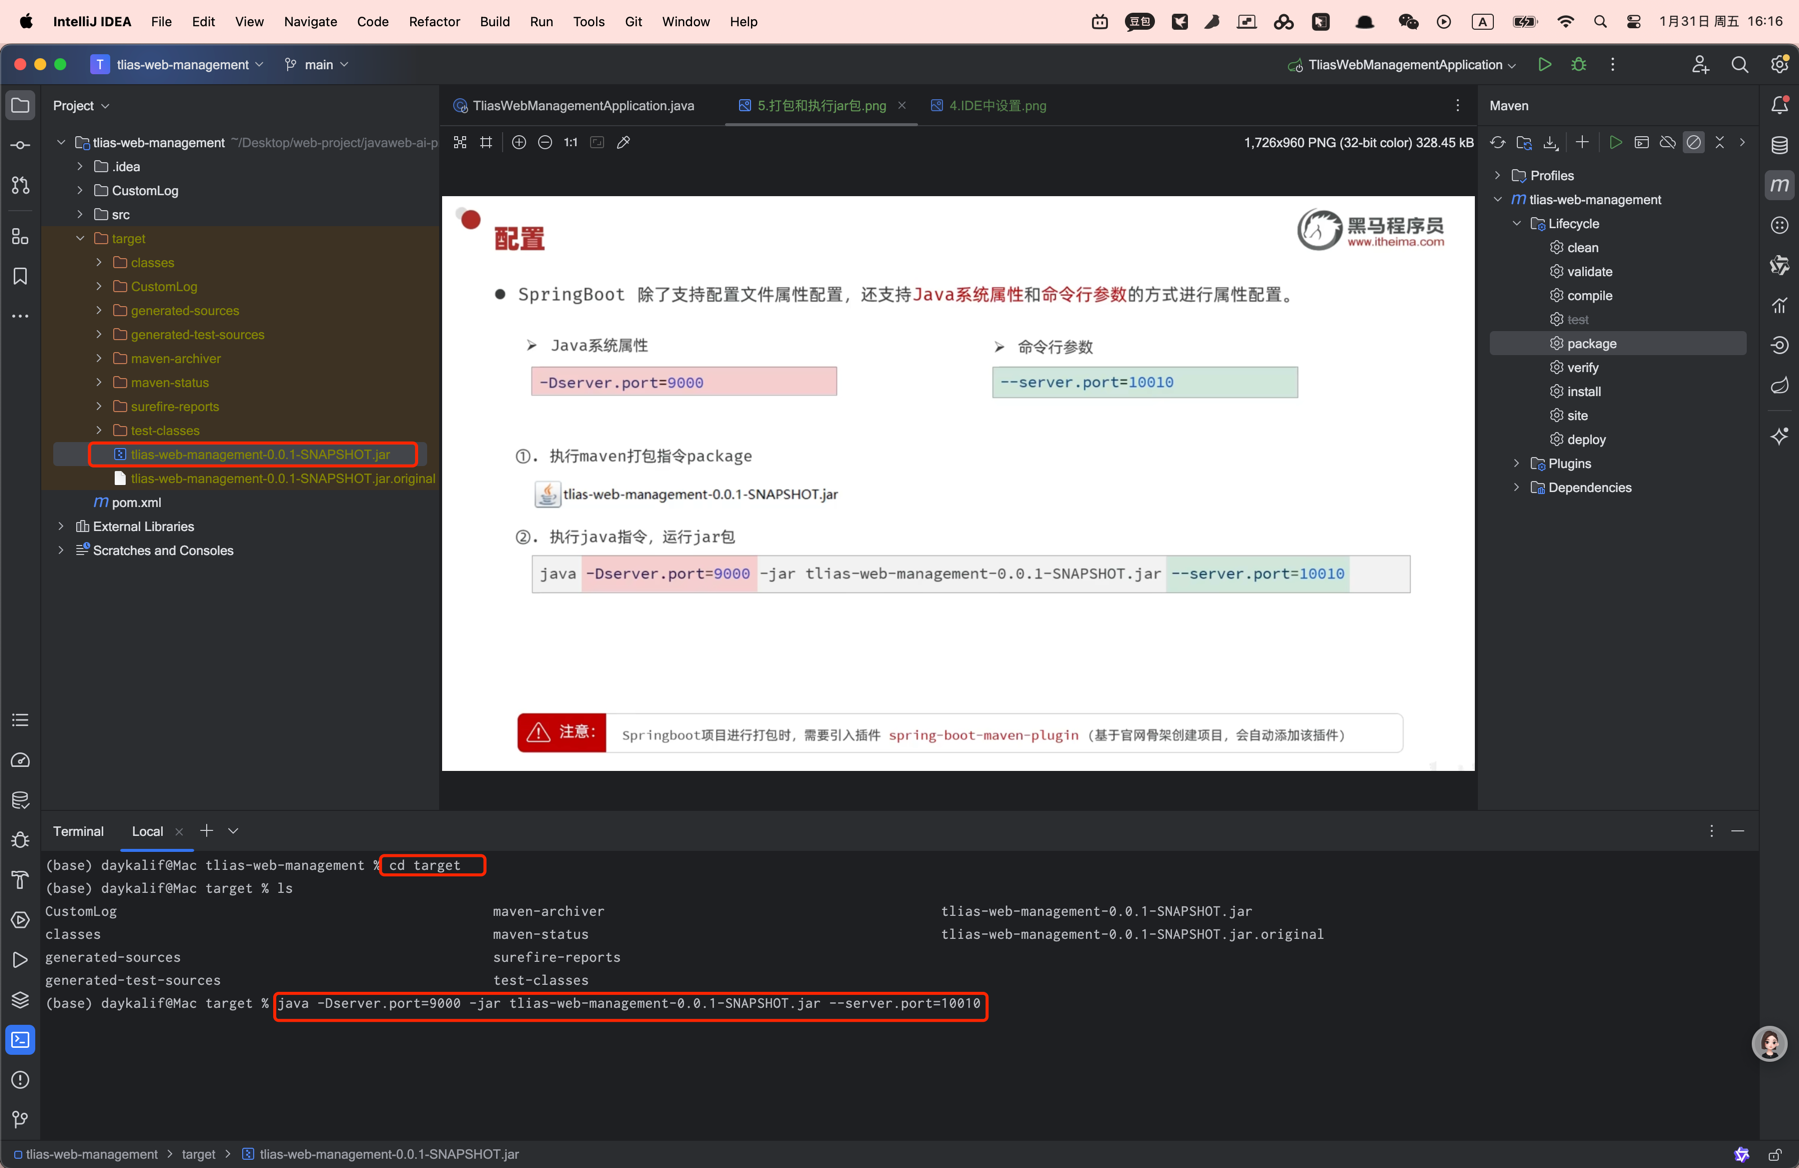 IntelliJ IDEA File Edit View Navigate Code Refactor Build Run Tools Git Window Help 豆包 A 1月31日 周五 16:16
T tlias-web-management main TliasWebManagementApplication
Project
tlias-web-management ~/Desktop/web-project/javaweb-ai-p
.idea
CustomLog
src
target
classes
CustomLog
generated-sources
generated-test-sources
maven-archiver
maven-status
surefire-reports
test-classes
tlias-web-management-0.0.1-SNAPSHOT.jar
tlias-web-management-0.0.1-SNAPSHOT.jar.original
m pom.xml
External Libraries
Scratches and Consoles
TliasWebManagementApplication.java 5.打包和执行jar包.png 4.IDE中设置.png
1:1 1,726x960 PNG (32-bit color) 328.45 kB
配置
黑马程序员
www.itheima.com
SpringBoot 除了支持配置文件属性配置，还支持Java系统属性和命令行参数的方式进行属性配置。
Java系统属性
-Dserver.port=9000
命令行参数
--server.port=10010
①. 执行maven打包指令package
tlias-web-management-0.0.1-SNAPSHOT.jar
②. 执行java指令，运行jar包
java -Dserver.port=9000 -jar tlias-web-management-0.0.1-SNAPSHOT.jar --server.port=10010
注意： Springboot项目进行打包时，需要引入插件 spring-boot-maven-plugin (基于官网骨架创建项目，会自动添加该插件)
Maven
Profiles
m tlias-web-management
Lifecycle
clean
validate
compile
test
package
verify
install
site
deploy
Plugins
Dependencies
m
Terminal Local
(base) daykalif@Mac tlias-web-management % cd target
(base) daykalif@Mac target % ls
CustomLog maven-archiver tlias-web-management-0.0.1-SNAPSHOT.jar
classes maven-status tlias-web-management-0.0.1-SNAPSHOT.jar.original
generated-sources surefire-reports
generated-test-sources test-classes
(base) daykalif@Mac target % java -Dserver.port=9000 -jar tlias-web-management-0.0.1-SNAPSHOT.jar --server.port=10010
tlias-web-management > target > tlias-web-management-0.0.1-SNAPSHOT.jar